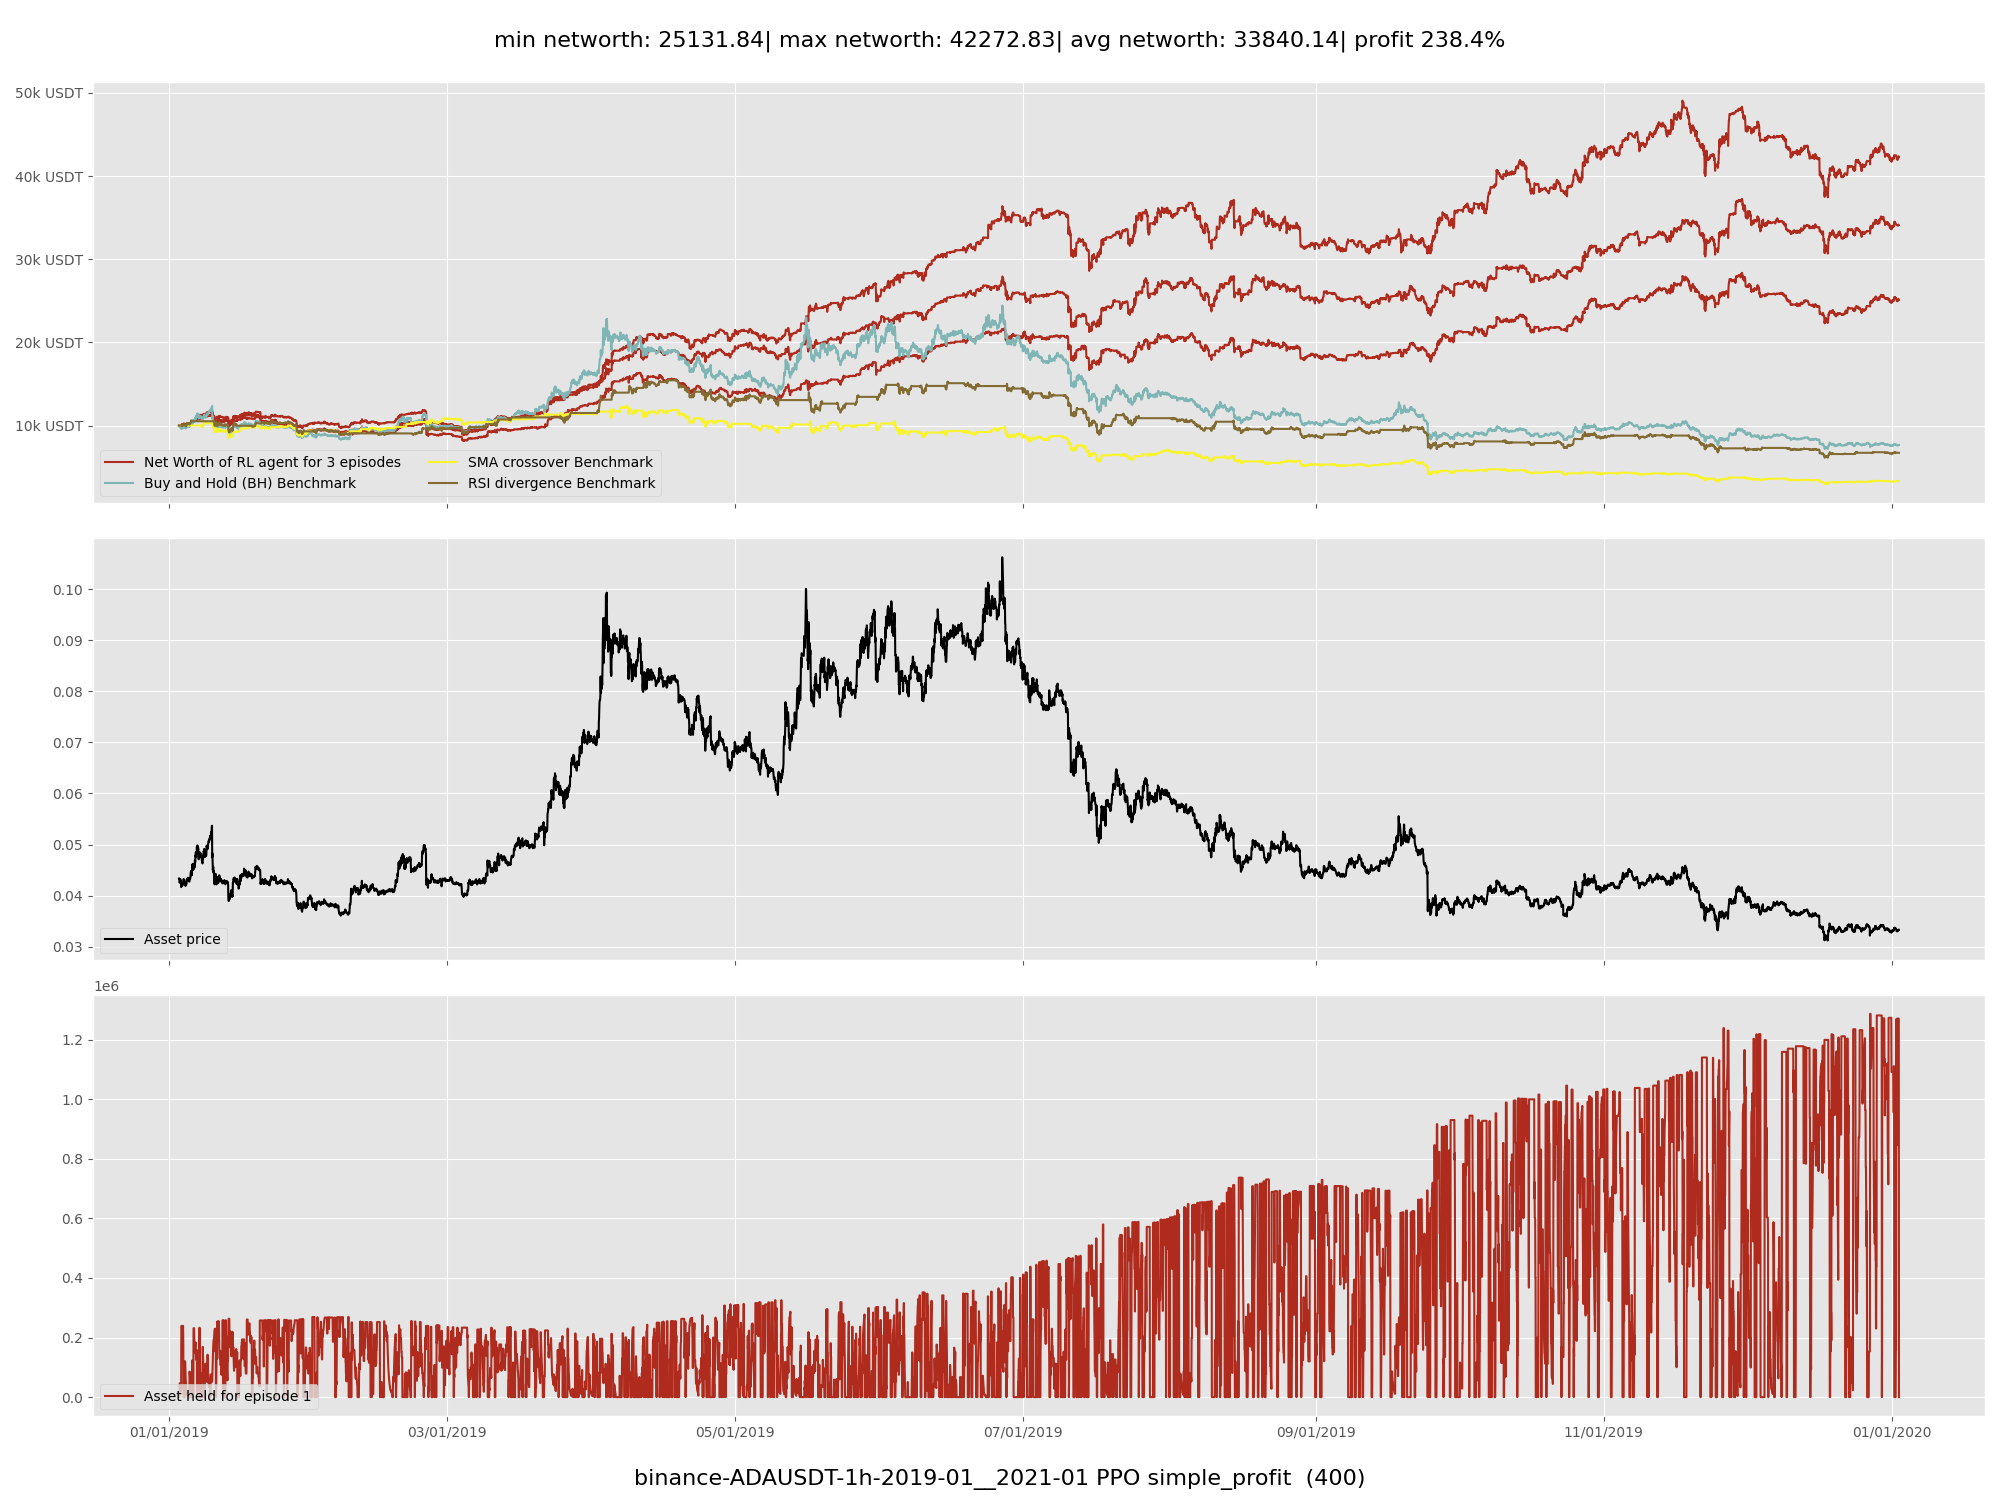 min networth: 25131.84| max networth: 42272.83| avg networth: 33840.14| profit 238.4%
50k USDT
40k USDT
30k USDT
20k USDT
10k USDT
Net Worth of RL agent for 3 episodes
Buy and Hold (BH) Benchmark
SMA crossover Benchmark
RSI divergence Benchmark
0.10
0.09
0.08
0.07
0.06
0.05
0.04
0.03
Asset price
1e6
1.2
1.0
0.8
0.6
0.4
0.2
0.0
Asset held for episode 1
01/01/2019
03/01/2019
05/01/2019
07/01/2019
09/01/2019
11/01/2019
01/01/2020
binance-ADAUSDT-1h-2019-01__2021-01 PPO simple_profit  (400)